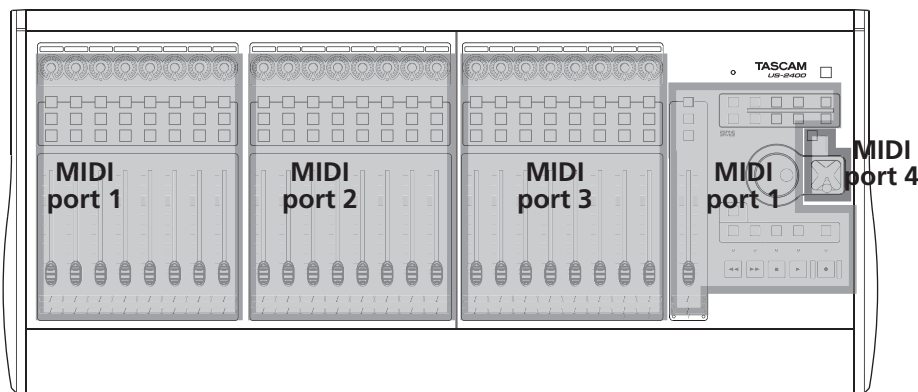 TASCAM
US-2400
MIDI
port 1
MIDI
port 2
MIDI
port 3
MIDI
port 1
MIDI
port 4